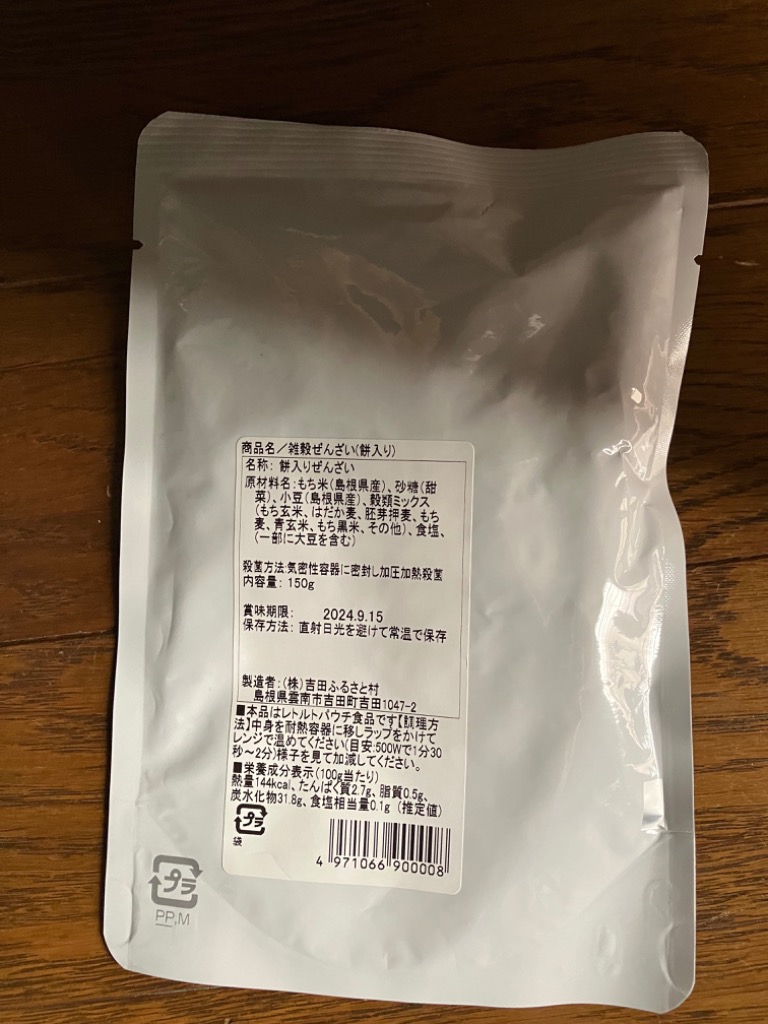 商品名/雑穀ぜんざい(餅入り)
名称: 餅入りぜんざい
原材料名:もち米(島根県産)、砂糖(甜
菜)、小豆(島根県産)、穀類ミックス
(もち玄米、はだか麦、胚芽押麦、もち
麦、青玄米、もち黒米、その他)、食塩、
(一部に大豆を含む)
殺菌方法:気密性容器に密封し加圧加熱殺菌
内容量: 150g
賞味期限: 2024.9.15
保存方法: 直射日光を避けて常温で保存
製造者:(株)吉田ふるさと村
島根県雲南市吉田町吉田1047-2
■本品はレトルトパウチ食品です【調理方
法】中身を耐熱容器に移しラップをかけて
レンジで温めてください(目安:500Wで1分30
秒~2分)様子を見て加減してください。
■栄養成分表示(100g当たり)
熱量144kcal、たんぱく質2.7g、脂質0.5g、
炭水化物31.8g、食塩相当量0.1g (推定値)
プラ
袋
4 971066 900008
プラ
PP,M